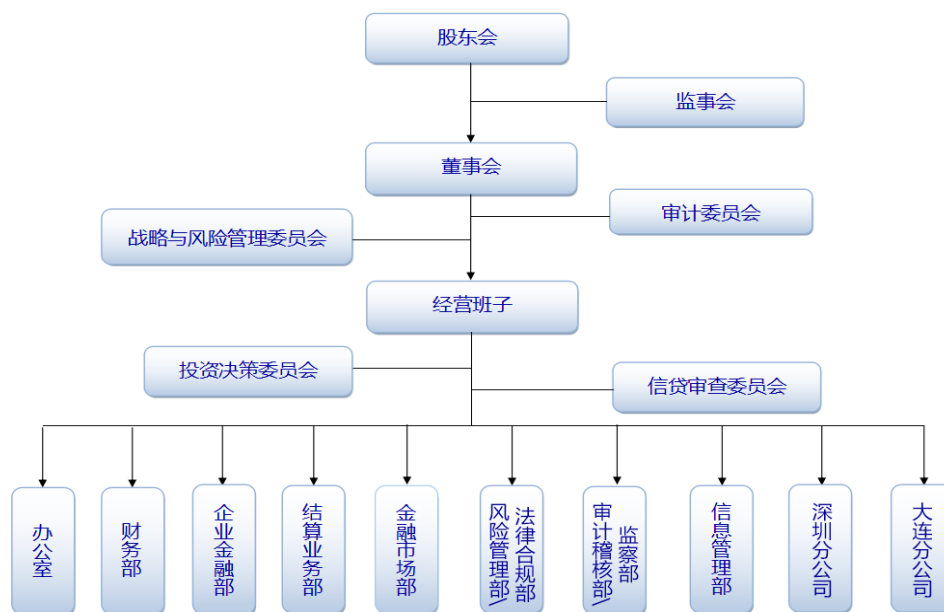 股东会
监事会
董事会
审计委员会
战略与风险管理委员会
经营班子
投资决策委员会
信贷审查委员会
办公室
财务部
企业金融部
结算业务部
金融市场部
风险管理部/
法律合规部
审计稽核部/
监察部
信息管理部
深圳分公司
大连分公司